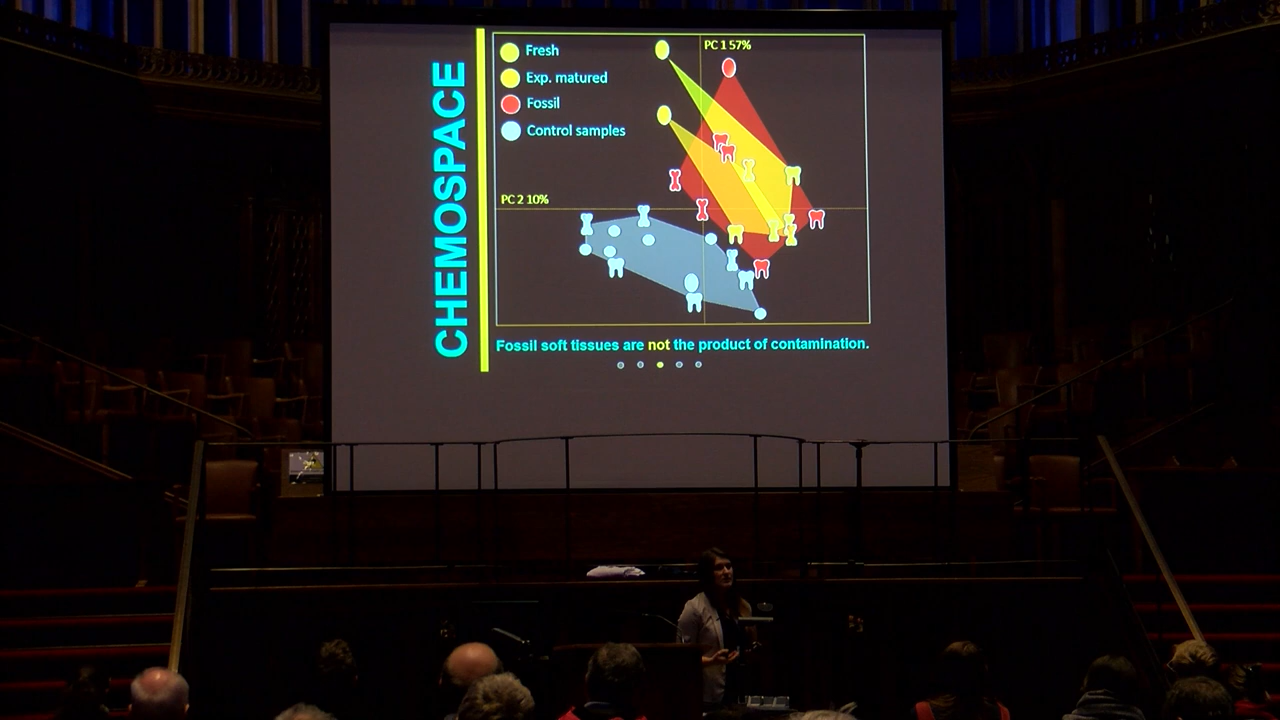 CHEMOSPACE
Fresh
Exp. matured
Fossil
Control samples
PC 1 57%
PC 2 10%
Fossil soft tissues are not the product of contamination.